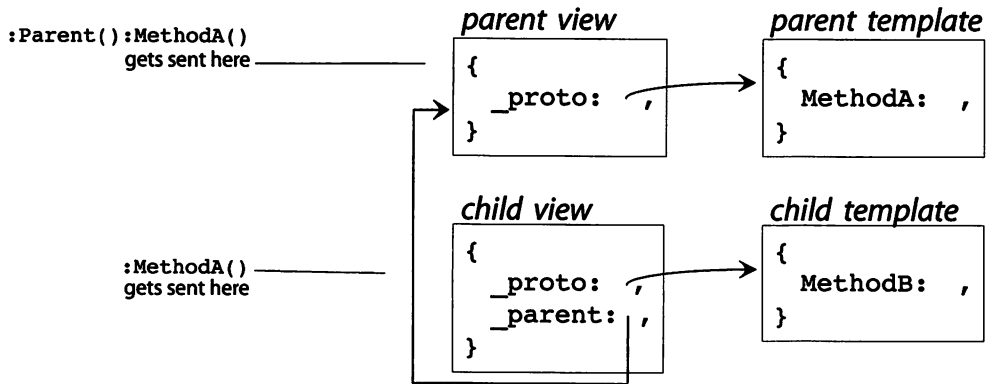 parent view
parent template
:Parent():MethodA()
gets sent here
{
_proto: ,
}
{
MethodA: ,
}
child view
child template
:MethodA()
gets sent here
{
_proto: ,
_parent: ,
}
{
MethodB: ,
}